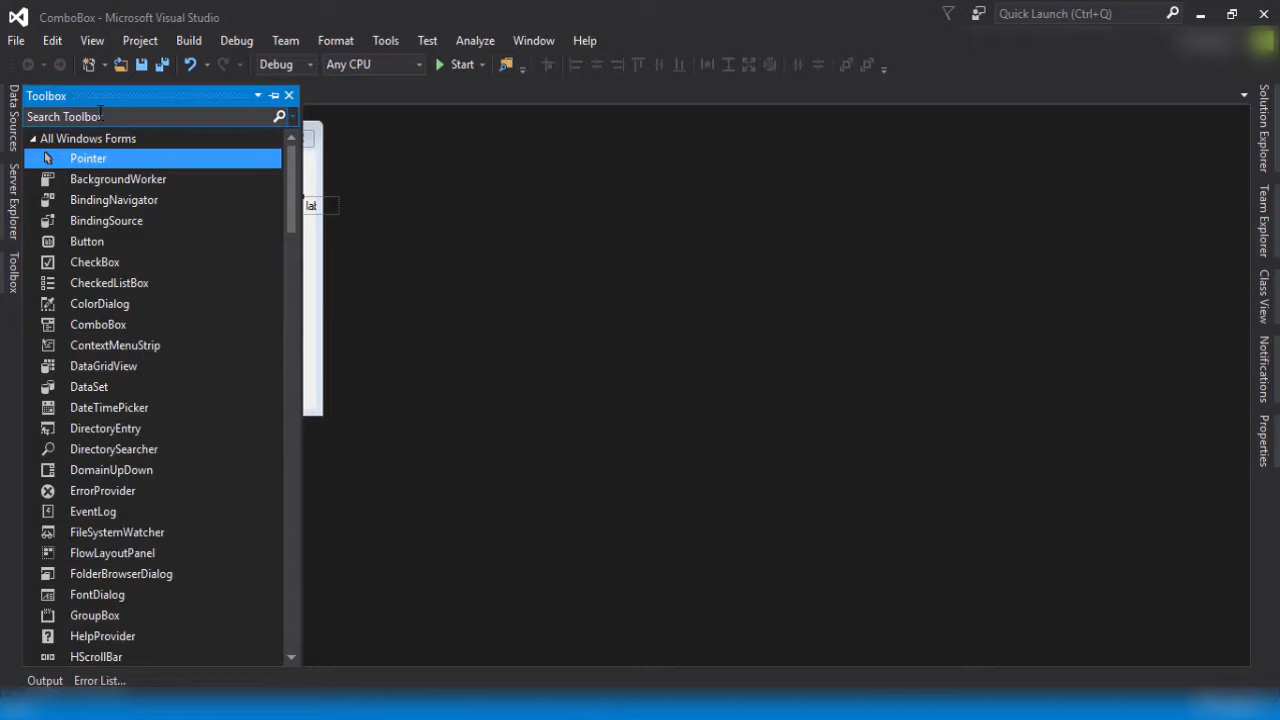 ComboBox - Microsoft Visual Studio
Quick Launch (Ctrl+Q)
File Edit View Project Build Debug Team Format Tools Test Analyze Window Help
Debug Any CPU Start
Data Sources
Server Explorer
Toolbox
Toolbox
Search Toolbox
All Windows Forms
Pointer
BackgroundWorker
BindingNavigator
BindingSource
Button
CheckBox
CheckedListBox
ColorDialog
ComboBox
ContextMenuStrip
DataGridView
DataSet
DateTimePicker
DirectoryEntry
DirectorySearcher
DomainUpDown
ErrorProvider
EventLog
FileSystemWatcher
FlowLayoutPanel
FolderBrowserDialog
FontDialog
GroupBox
HelpProvider
HScrollBar
Solution Explorer
Team Explorer
Class View
Notifications
Properties
Output Error List...